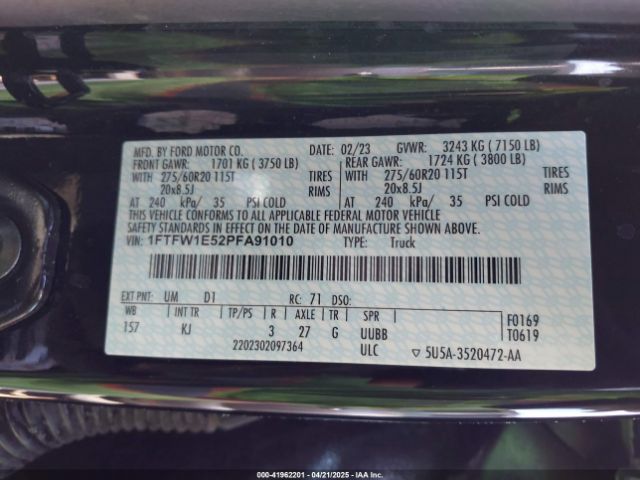 MFD. BY FORD MOTOR CO. DATE: 02/23 GVWR: 3243 KG ( 7150 LB)
FRONT GAWR: 1701 KG ( 3750 LB) REAR GAWR: 1724 KG ( 3800 LB)
WITH 275/60R20 115T TIRES WITH 275/60R20 115T TIRES
20x8.5J RIMS 20x8.5J RIMS
AT 240 kPa/ 35 PSI COLD AT 240 kPa/ 35 PSI COLD
THIS VEHICLE CONFORMS TO ALL APPLICABLE FEDERAL MOTOR VEHICLE
SAFETY STANDARDS IN EFFECT ON THE DATE OF MANUFACTURE SHOWN ABOVE.
VIN: 1FTFW1E52PFA91010 TYPE: Truck
EXT PNT: UM D1 RC: 71 DSO:
WB INT TR TP/PS R AXLE TR SPR F0169
157 KJ 3 27 G UUBB T0619
2202302097364 ULC ▽ 5U5A-3520472-AA
000-41962201 - 04/21/2025 - IAAI.COM